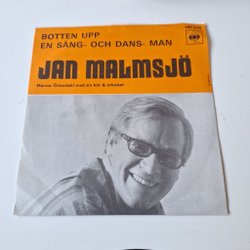 BOTTEN UPP
EN SÅNG- OCH DANS- MAN
CBS
JAN MALMSJÖ
Marcus Österdahl med sin kör & orkester